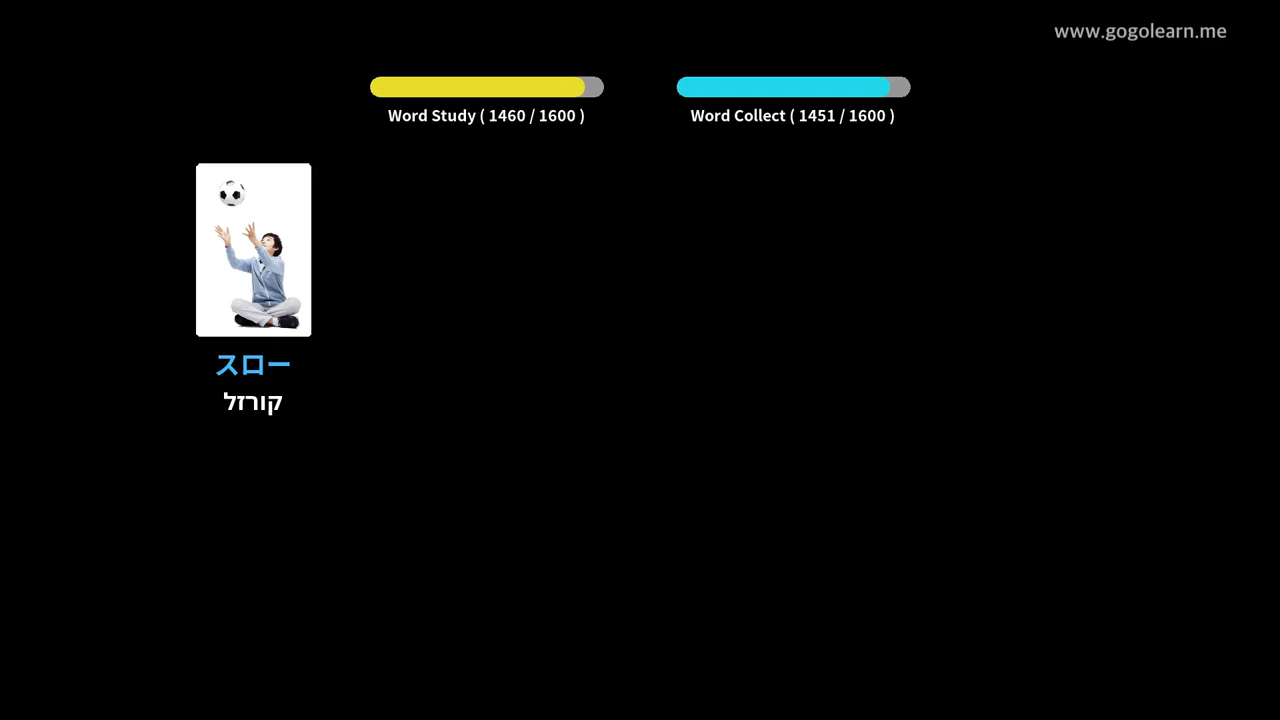 www.gogolearn.me
Word Study ( 1460 / 1600 )
Word Collect ( 1451 / 1600 )
スロー
קורזל